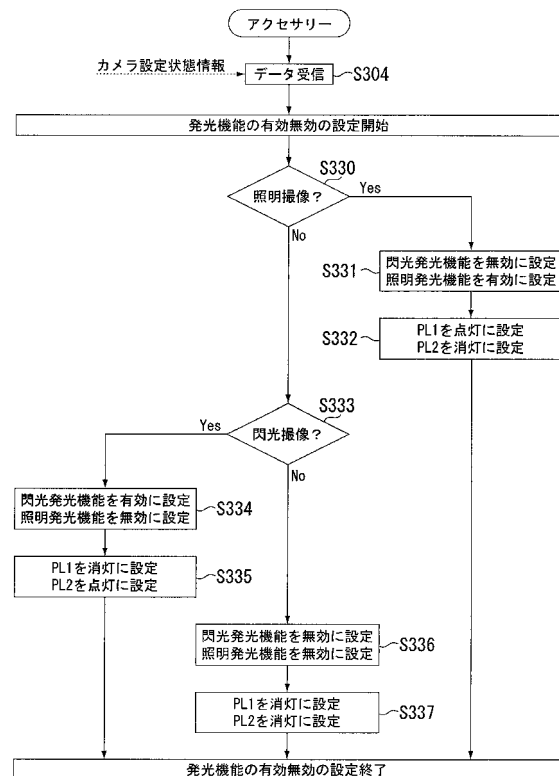 アクセサリー
カメラ設定状態情報
データ受信
S304
発光機能の有効無効の設定開始
S330
照明撮像？
Yes
No
S331
閃光発光機能を無効に設定
照明発光機能を有効に設定
S332
PL1を点灯に設定
PL2を消灯に設定
S333
閃光撮像？
Yes
No
閃光発光機能を有効に設定
照明発光機能を無効に設定
S334
PL1を消灯に設定
PL2を点灯に設定
S335
閃光発光機能を無効に設定
照明発光機能を無効に設定
S336
PL1を消灯に設定
PL2を消灯に設定
S337
発光機能の有効無効の設定終了